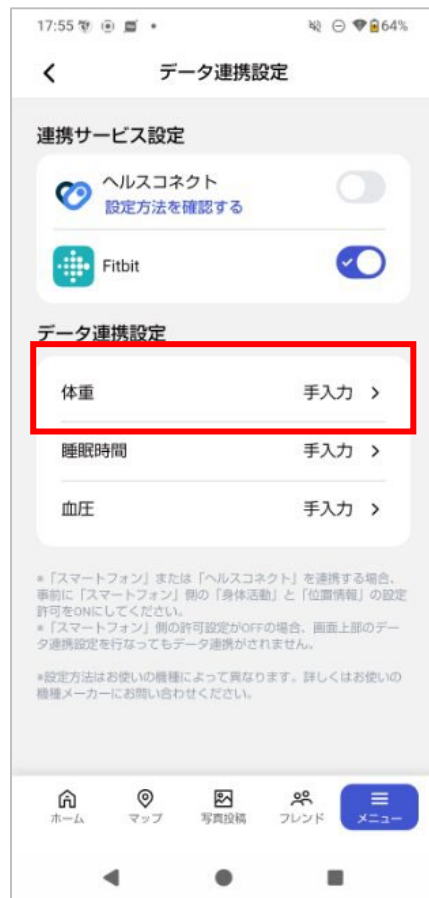 17:55 64%
データ連携設定
連携サービス設定
ヘルスコネクト
設定方法を確認する
Fitbit
データ連携設定
体重 手入力
睡眠時間 手入力
血圧 手入力
※「スマートフォン」または「ヘルスコネクト」を連携する場合、
事前に「スマートフォン」側の「身体活動」と「位置情報」の設定
許可をONにしてください。
※「スマートフォン」側の許可設定がOFFの場合、画面上部のデー
タ連携設定を行なってもデータ連携がされません。
※設定方法はお使いの機種によって異なります。詳しくはお使いの
機種メーカーにお問い合わせください。
ホーム マップ 写真投稿 フレンド メニュー